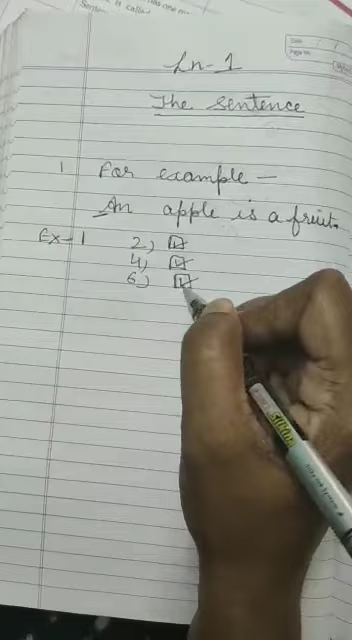 Ln-1
The Sentence
1 For example —
An apple is a fruit.
Ex-1 2) ☑
4) ☑
6) ☑